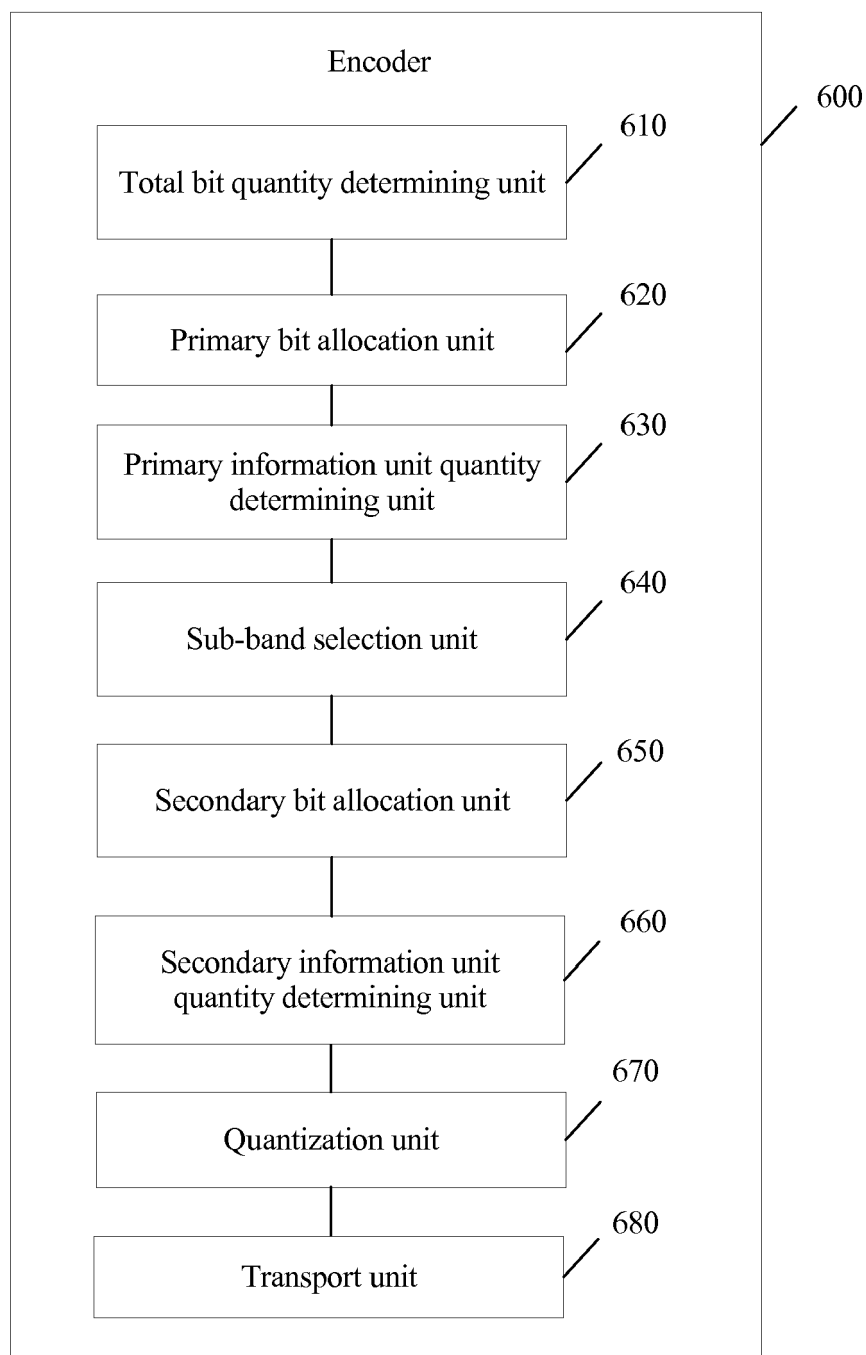 Encoder
600
610
Total bit quantity determining unit
620
Primary bit allocation unit
630
Primary information unit quantity
determining unit
640
Sub-band selection unit
650
Secondary bit allocation unit
660
Secondary information unit
quantity determining unit
670
Quantization unit
680
Transport unit